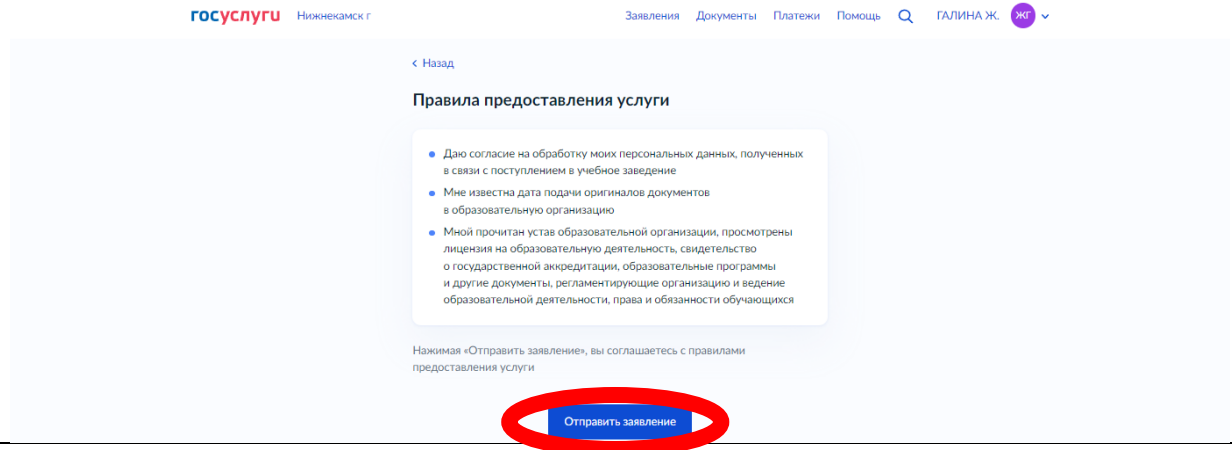 госуслуги Нижнекамск г Заявления Документы Платежи Помощь ГАЛИНА Ж. ЖГ
Назад
Правила предоставления услуги
Даю согласие на обработку моих персональных данных, полученных
в связи с поступлением в учебное заведение
Мне известна дата подачи оригиналов документов
в образовательную организацию
Мной прочитан устав образовательной организации, просмотрены
лицензия на образовательную деятельность, свидетельство
о государственной аккредитации, образовательные программы
и другие документы, регламентирующие организацию и ведение
образовательной деятельности, права и обязанности обучающихся
Нажимая «Отправить заявление», вы соглашаетесь с правилами
предоставления услуги
Отправить заявление